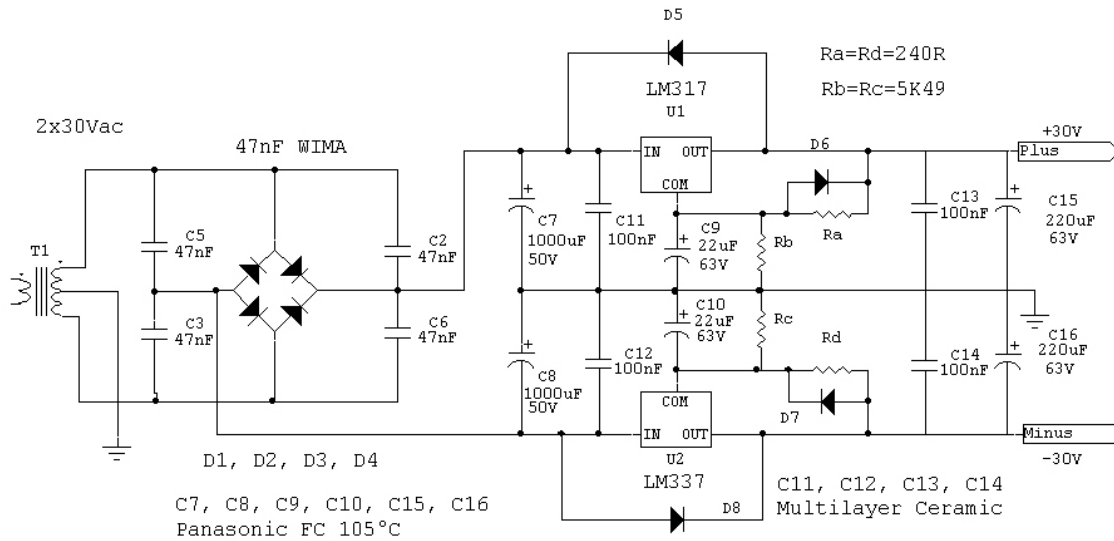 D5
Ra=Rd=240R
LM317
Rb=Rc=5K49
U1
2x30Vac
47nF WIMA
+30V
IN OUT
D6
Plus
COM
C13
100nF
C15
220uF
63V
C7
1000uF
50V
C11
100nF
C9
22uF
63V
Rb
Ra
C5
47nF
C2
47nF
T1
C10
22uF
63V
C3
47nF
C6
47nF
Rc
Rd
C16
220uF
63V
C8
1000uF
50V
C12
100nF
C14
100nF
COM
D7
IN OUT
Minus
U2
-30V
D1, D2, D3, D4
LM337
C11, C12, C13, C14
Multilayer Ceramic
C7, C8, C9, C10, C15, C16
Panasonic FC 105°C
D8
+
+
+
+
+
+